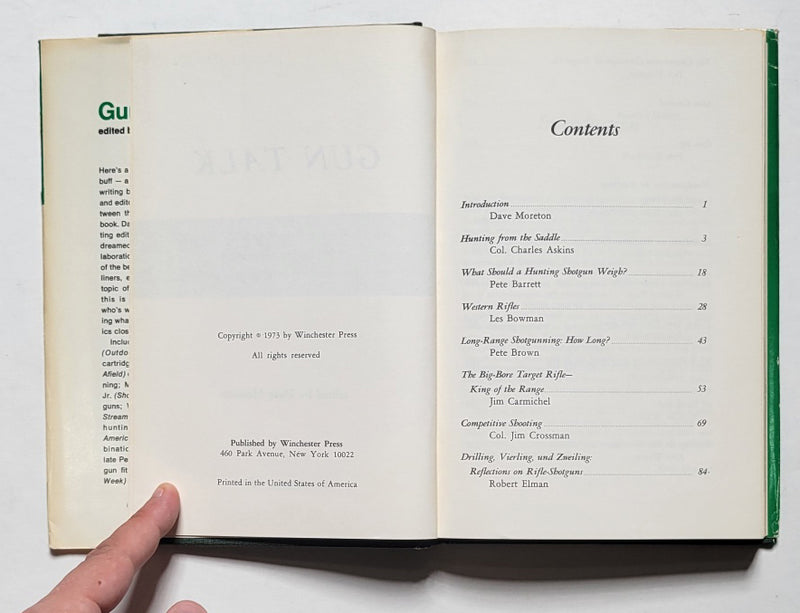 Gu
edited b
Here's a
buff — a
writing b
and edit
tween th
book. Da
ting edit
dreamed
laboratio
of the be
liners, e
topic of
this is
who's w
ing wha
ics clos
Inclu
(Outdo
cartridg
Afield)
ning; M
Jr. (Sho
guns;
Stream
huntin
Americ
binatio
late Pe
gun fit
Week)
GUN TALK
Copyright © 1973 by Winchester Press
All rights reserved
Published by Winchester Press
460 Park Avenue, New York 10022
Printed in the United States of America
Contents
Introduction 1
Dave Moreton
Hunting from the Saddle 3
Col. Charles Askins
What Should a Hunting Shotgun Weigh? 18
Pete Barrett
Western Rifles 28
Les Bowman
Long-Range Shotgunning: How Long? 43
Pete Brown
The Big-Bore Target Rifle—
King of the Range 53
Jim Carmichel
Competitive Shooting 69
Col. Jim Crossman
Drilling, Vierling, und Zwesling:
Reflections on Rifle-Shotguns 84
Robert Elman